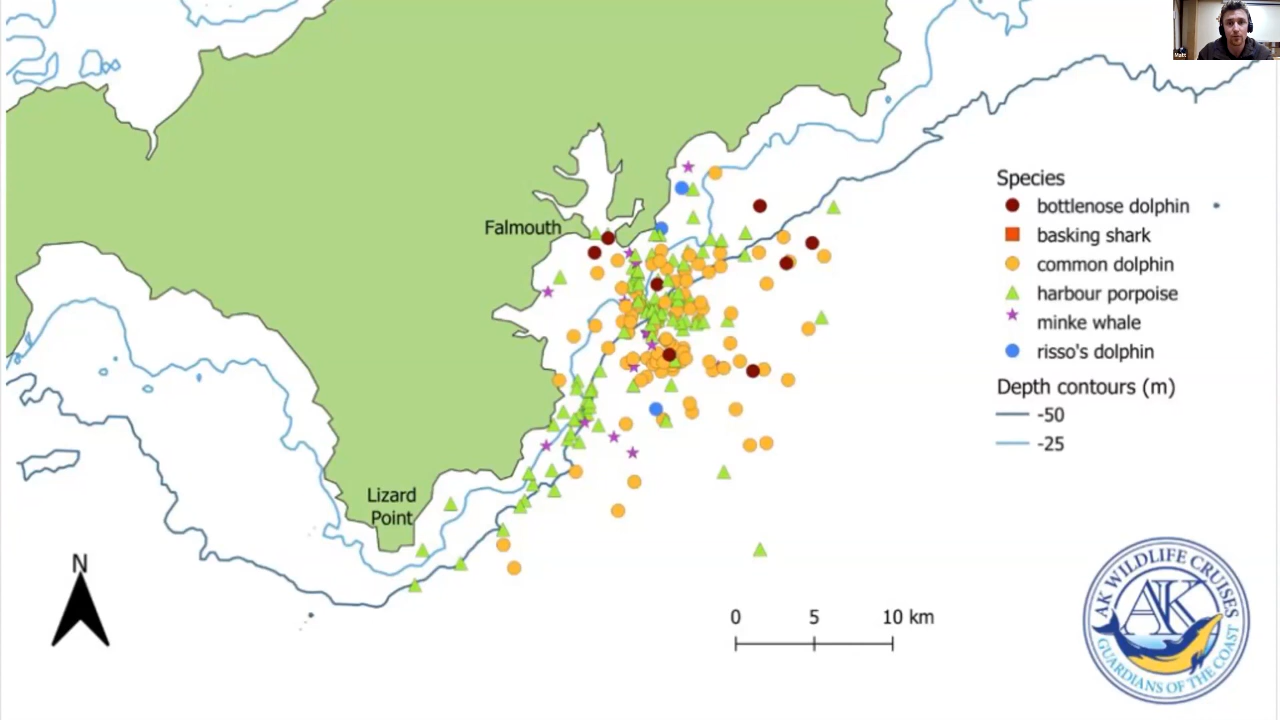 Matt
Species
bottlenose dolphin
basking shark
common dolphin
harbour porpoise
minke whale
risso's dolphin
Depth contours (m)
-50
-25
Falmouth
Lizard
Point
N
0 5 10 km
AK WILDLIFE CRUISES
AK
GUARDIANS OF THE COAST